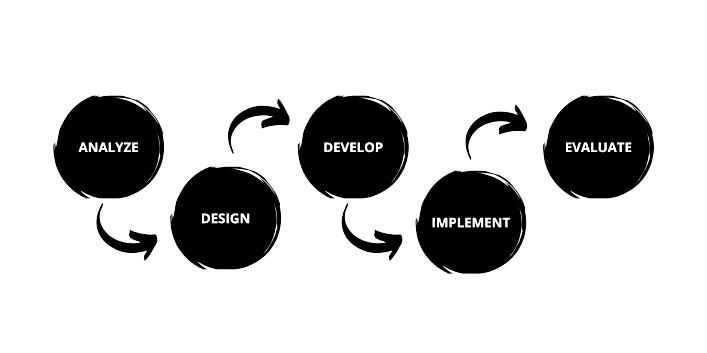 ANALYZE
DESIGN
DEVELOP
IMPLEMENT
EVALUATE